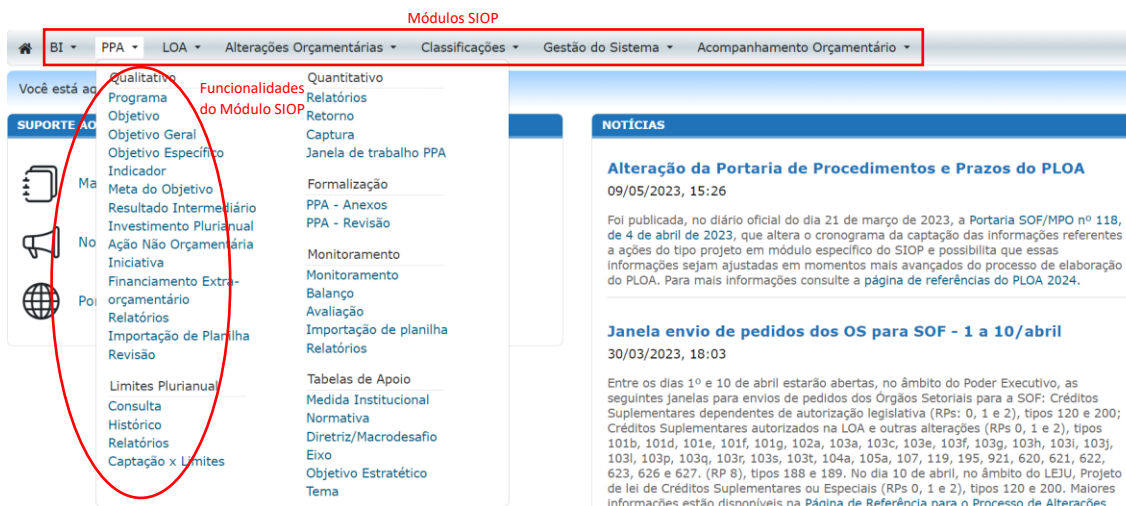 Módulos SIOP
BI PPA LOA Alterações Orçamentárias Classificações Gestão do Sistema Acompanhamento Orçamentário
Você está aq
SUPORTE AO
Ma
No
Por
Funcionalidades
do Módulo SIOP
Qualitativo
Programa
Objetivo
Objetivo Geral
Objetivo Específico
Indicador
Meta do Objetivo
Resultado Intermediário
Investimento Plurianual
Ação Não Orçamentária
Iniciativa
Financiamento Extra-
orçamentário
Relatórios
Importação de Planilha
Revisão
Limites Plurianual
Consulta
Histórico
Relatórios
Captação x Limites
Quantitativo
Relatórios
Retorno
Captura
Janela de trabalho PPA
Formalização
PPA - Anexos
PPA - Revisão
Monitoramento
Monitoramento
Balanço
Avaliação
Importação de planilha
Relatórios
Tabelas de Apoio
Medida Institucional
Normativa
Diretriz/Macrodesafio
Eixo
Objetivo Estratético
Tema
NOTÍCIAS
Alteração da Portaria de Procedimentos e Prazos do PLOA
09/05/2023, 15:26
Foi publicada, no diário oficial do dia 21 de março de 2023, a Portaria SOF/MPO nº 118,
de 4 de abril de 2023, que altera o cronograma da captação das informações referentes
a ações do tipo projeto em módulo específico do SIOP e possibilita que essas
informações sejam ajustadas em momentos mais avançados do processo de elaboração
do PLOA. Para mais informações consulte a página de referências do PLOA 2024.
Janela envio de pedidos dos OS para SOF - 1 a 10/abril
30/03/2023, 18:03
Entre os dias 1º e 10 de abril estarão abertas, no âmbito do Poder Executivo, as
seguintes janelas para envios de pedidos dos Órgãos Setoriais para a SOF: Créditos
Suplementares dependentes de autorização legislativa (RPs: 0, 1 e 2), tipos 120 e 200;
Créditos Suplementares autorizados na LOA e outras alterações (RPs 0, 1 e 2), tipos
101b, 101d, 101e, 101f, 101g, 102a, 103a, 103c, 103e, 103f, 103g, 103h, 103i, 103j,
103l, 103p, 103q, 103r, 103s, 103t, 104a, 105a, 107, 119, 195, 921, 620, 621, 622,
623, 626 e 627. (RP 8), tipos 188 e 189. No dia 10 de abril, no âmbito do LEJU, Projeto
de lei de Créditos Suplementares ou Especiais (RPs 0, 1 e 2), tipos 120 e 200. Maiores
informações estão disponíveis na Página de Referência para o Processo de Alterações